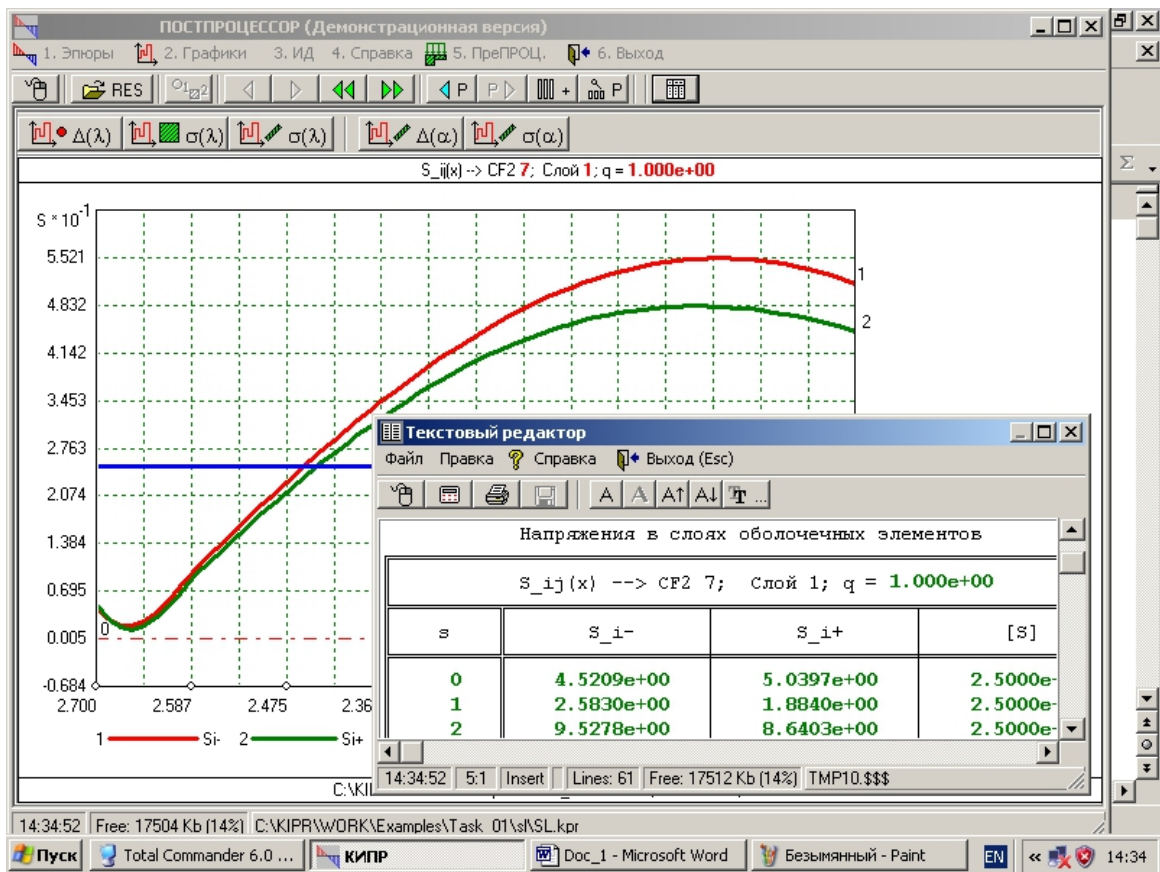 ПОСТПРОЦЕССОР (Демонстрационная версия)
1. Эпюры 2. Графики 3. ИД 4. Справка 5. ПреПРОЦ. 6. Выход
RES P P + P
Δ(λ) σ(λ) σ(λ) Δ(α) σ(α)
S_ij(x) --> CF2 7; Слой 1; q = 1.000e+00
S * 10^-1
5.521
4.832
4.142
3.453
2.763
2.074
1.384
0.695
0.005
-0.684
0
1
2
2.700 2.587 2.475 2.36
1 Si- 2 Si+
Текстовый редактор
Файл Правка Справка Выход (Esc)
A A A↑ A↓ Tт ...
Напряжения в слоях оболочечных элементов
S_ij(x) --> CF2 7; Слой 1; q = 1.000e+00
s S_i- S_i+ [S]
0 4.5209e+00 5.0397e+00 2.5000e-
1 2.5830e+00 1.8840e+00 2.5000e-
2 9.5278e+00 8.6403e+00 2.5000e-
14:34:52 5:1 Insert Lines: 61 Free: 17512 Kb (14%) TMP10.$$$
C:\KI
14:34:52 Free: 17504 Kb (14%) C:\KIPR\WORK\Examples\Task_01\sl\SL.kpr
Пуск Total Commander 6.0 ... КИПР Doc_1 - Microsoft Word Безымянный - Paint EN « 14:34